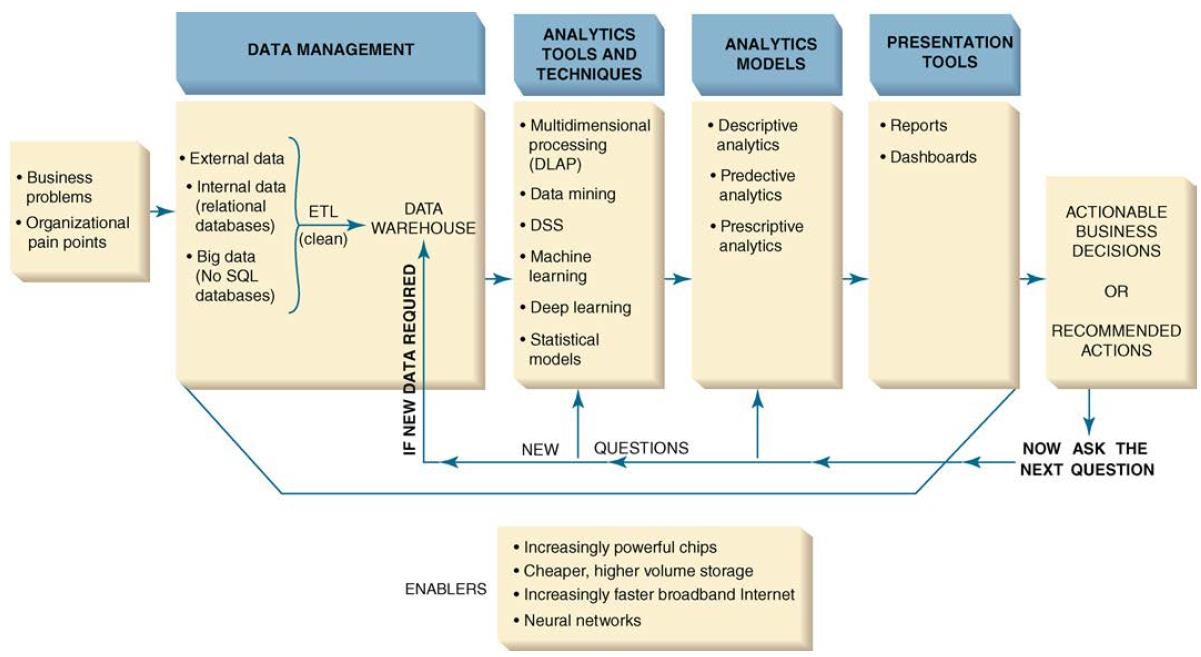 DATA MANAGEMENT
ANALYTICS
TOOLS AND
TECHNIQUES
ANALYTICS
MODELS
PRESENTATION
TOOLS
• Business
problems
• Organizational
pain points
• External data
• Internal data
(relational
databases)
• Big data
(No SQL
databases)
ETL
(clean)
DATA
WAREHOUSE
IF NEW DATA REQURED
• Multidimensional
processing
(DLAP)
• Data mining
• DSS
• Machine
learning
• Deep learning
• Statistical
models
• Descriptive
analytics
• Predective
analytics
• Prescriptive
analytics
• Reports
• Dashboards
ACTIONABLE
BUSINESS
DECISIONS
OR
RECOMMENDED
ACTIONS
NEW QUESTIONS
NOW ASK THE
NEXT QUESTION
ENABLERS
• Increasingly powerful chips
• Cheaper, higher volume storage
• Increasingly faster broadband Internet
• Neural networks